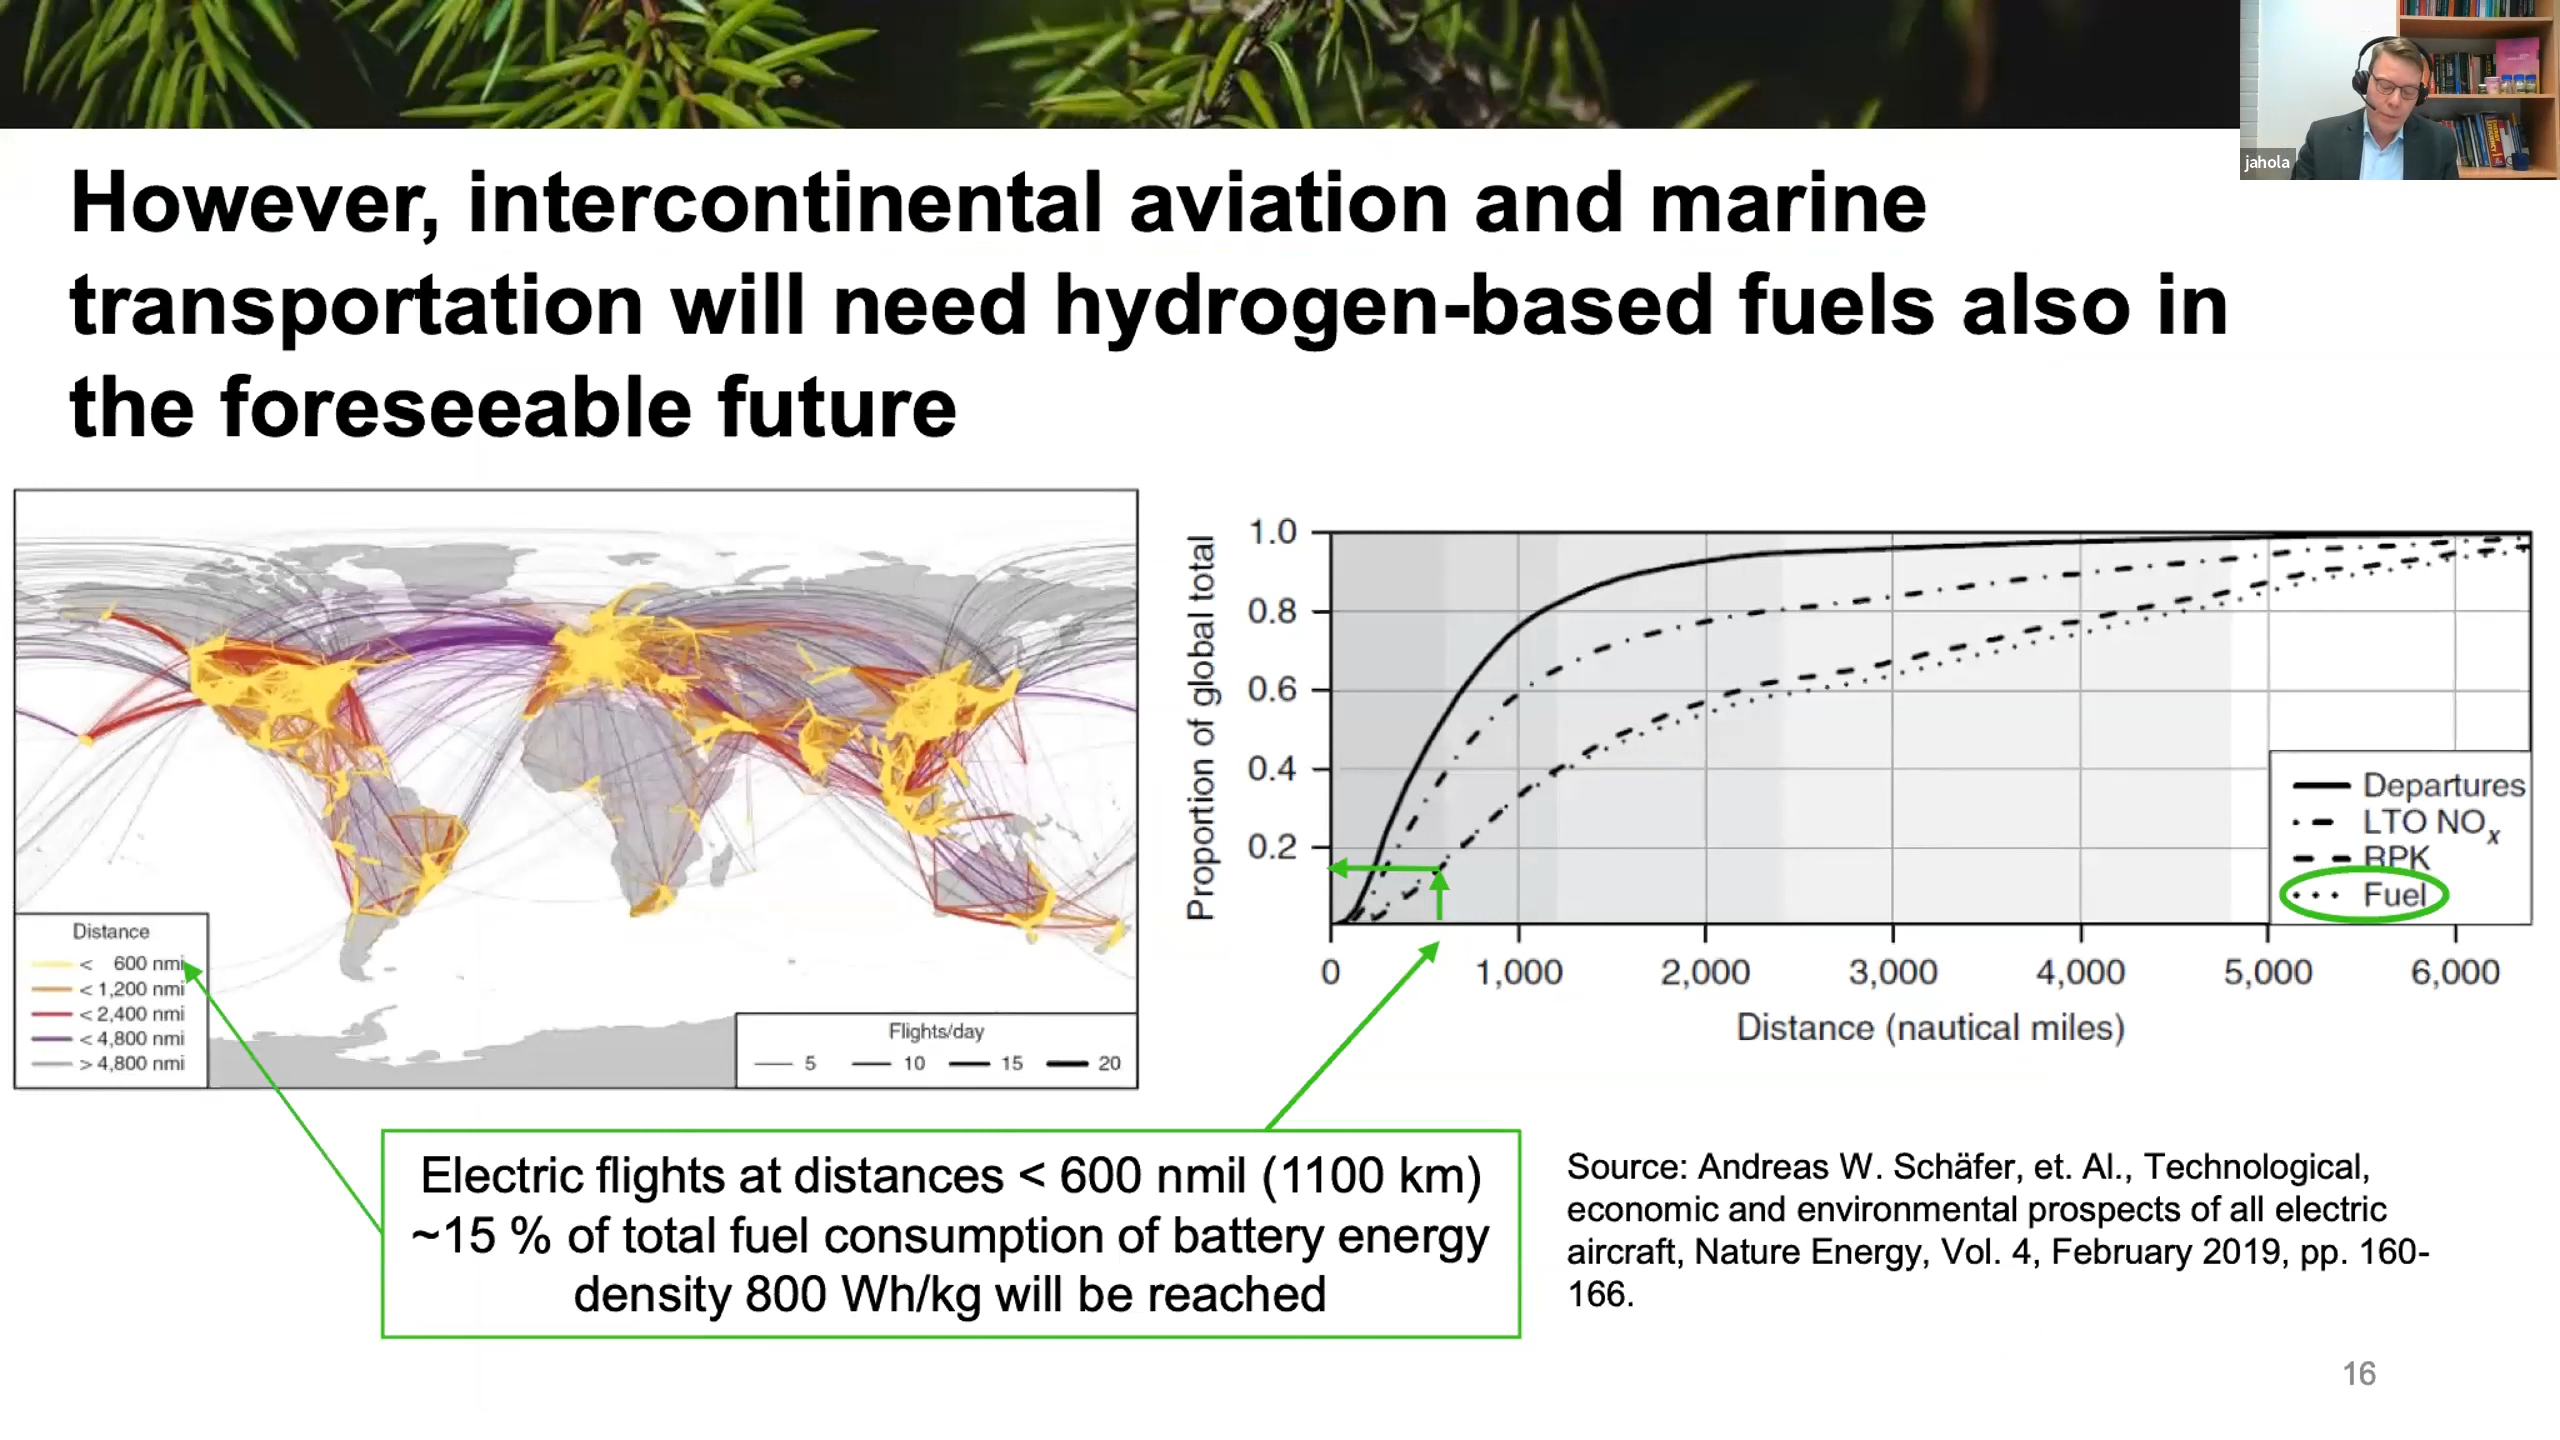 jahola
However, intercontinental aviation and marine
transportation will need hydrogen-based fuels also in
the foreseeable future
Distance
< 600 nmi
< 1,200 nmi
< 2,400 nmi
< 4,800 nmi
> 4,800 nmi
Flights/day
5 10 15 20
Proportion of global total
1.0
0.8
0.6
0.4
0.2
0 1,000 2,000 3,000 4,000 5,000 6,000
Distance (nautical miles)
Departures
LTO NOx
RPK
Fuel
Electric flights at distances < 600 nmil (1100 km)
~15 % of total fuel consumption of battery energy
density 800 Wh/kg will be reached
Source: Andreas W. Schäfer, et. Al., Technological,
economic and environmental prospects of all electric
aircraft, Nature Energy, Vol. 4, February 2019, pp. 160-
166.
16